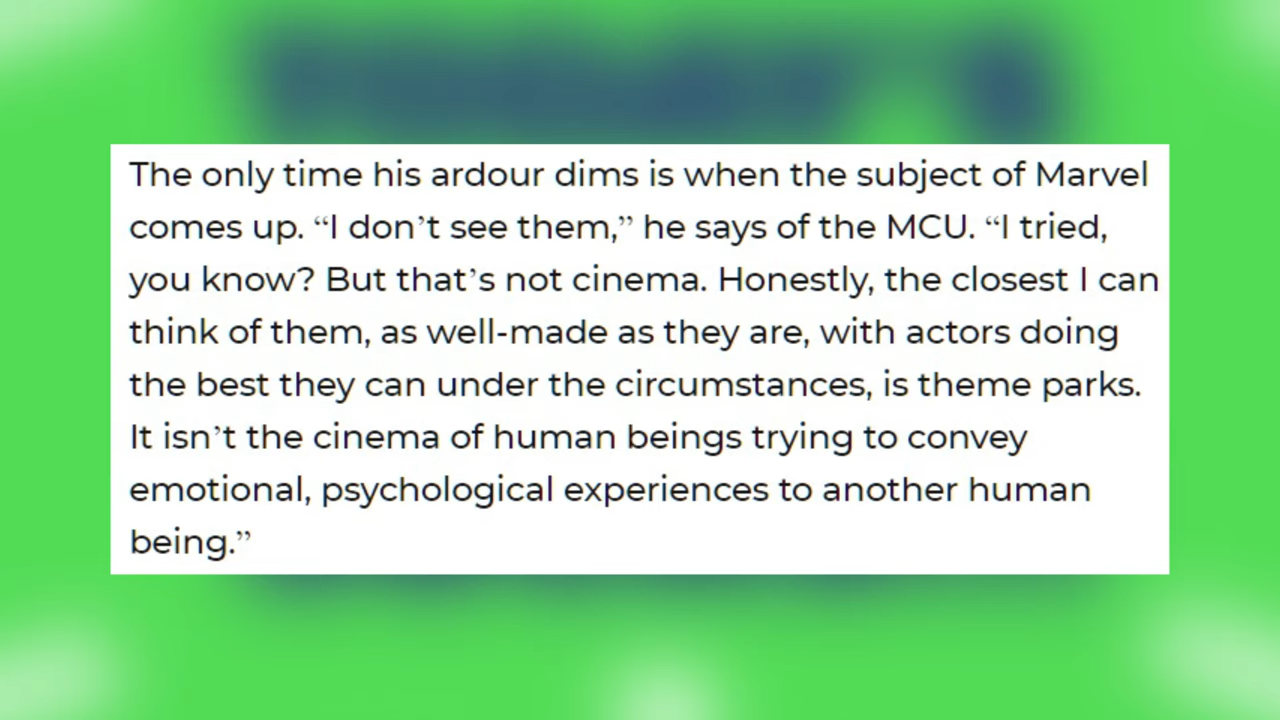 The only time his ardour dims is when the subject of Marvel
comes up. “I don’t see them,” he says of the MCU. “I tried,
you know? But that’s not cinema. Honestly, the closest I can
think of them, as well-made as they are, with actors doing
the best they can under the circumstances, is theme parks.
It isn’t the cinema of human beings trying to convey
emotional, psychological experiences to another human
being.”